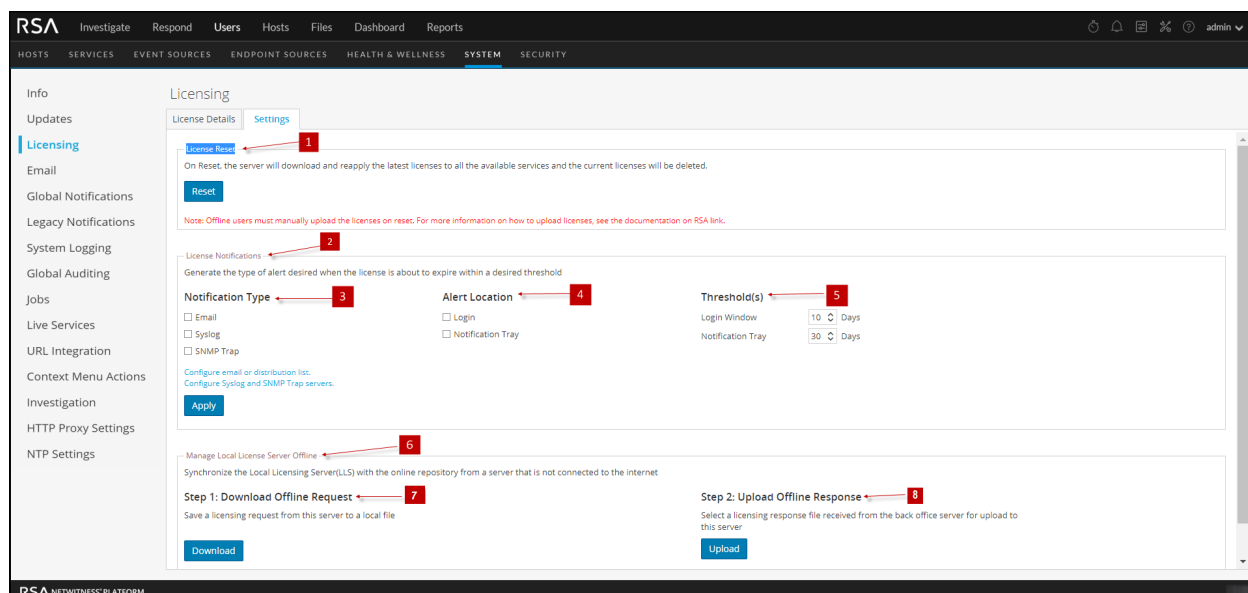 RSA Investigate Respond Users Hosts Files Dashboard Reports admin
HOSTS SERVICES EVENT SOURCES ENDPOINT SOURCES HEALTH & WELLNESS SYSTEM SECURITY
Info
Updates
Licensing
Email
Global Notifications
Legacy Notifications
System Logging
Global Auditing
Jobs
Live Services
URL Integration
Context Menu Actions
Investigation
HTTP Proxy Settings
NTP Settings
Licensing
License Details Settings
License Reset 1
On Reset, the server will download and reapply the latest licenses to all the available services and the current licenses will be deleted.
Reset
Note: Offline users must manually upload the licenses on reset. For more information on how to upload licenses, see the documentation on RSA link.
License Notifications 2
Generate the type of alert desired when the license is about to expire within a desired threshold
Notification Type 3
Email
Syslog
SNMP Trap
Configure email or distribution list.
Configure Syslog and SNMP Trap servers.
Apply
Alert Location 4
Login
Notification Tray
Threshold(s) 5
Login Window 10 Days
Notification Tray 30 Days
Manage Local License Server Offline 6
Synchronize the Local Licensing Server(LLS) with the online repository from a server that is not connected to the internet
Step 1: Download Offline Request 7
Save a licensing request from this server to a local file
Download
Step 2: Upload Offline Response 8
Select a licensing response file received from the back office server for upload to
this server
Upload
RSA NETWITNESS® PLATFORM